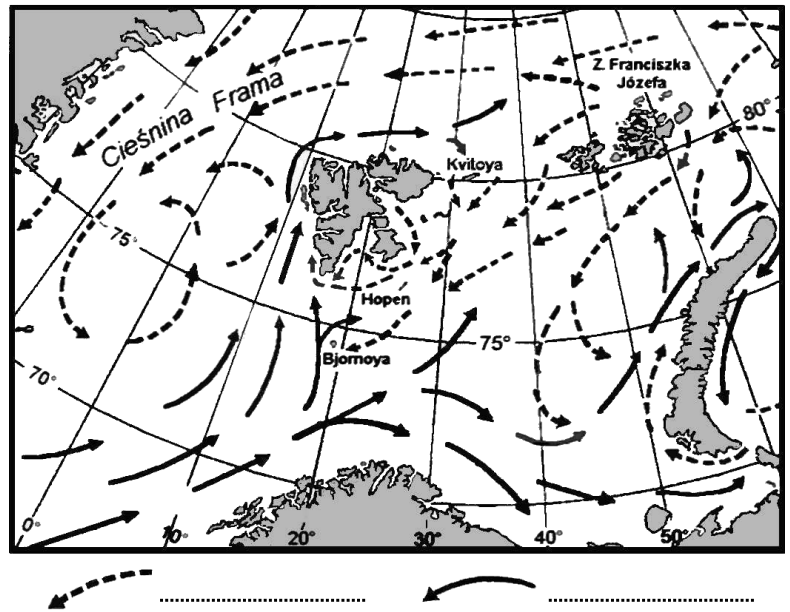 Z. Franciszka
Józefa
80°
Cieśnina Frama
Kvitoya
75°
Hopen
75°
Bjornoya
70°
0°
10°
20°
30°
40°
50°
........................................ ........................................